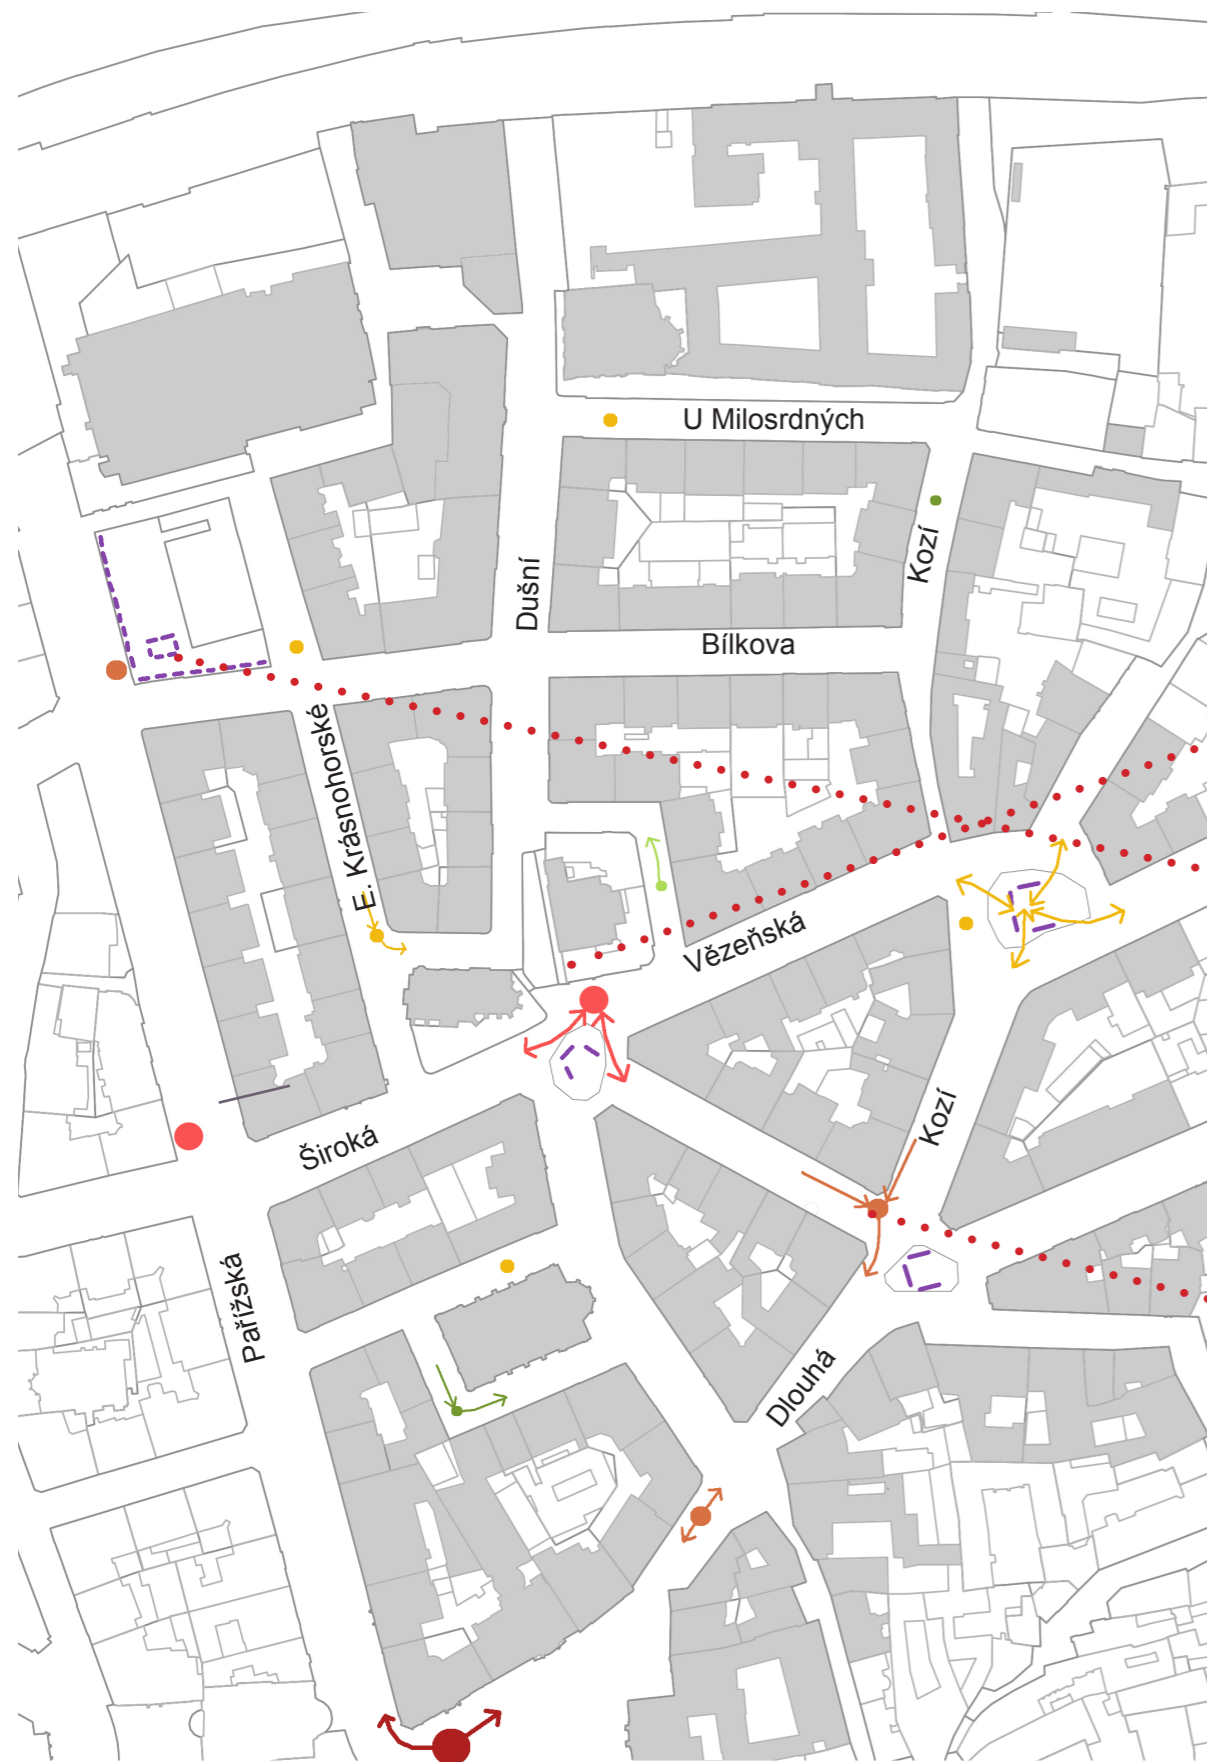 U Milosrdných
Kozí
Dušní
Bílkova
E. Krásnohorské
Vězeňská
Kozí
Široká
Pařížská
Dlouhá